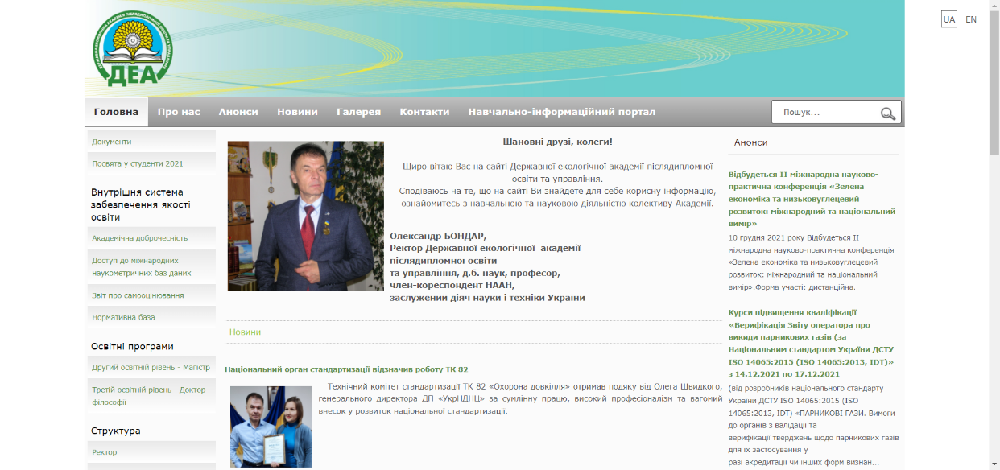 ДЕРЖАВНА ЕКОЛОГІЧНА АКАДЕМІЯ ПІСЛЯДИПЛОМНОЇ ОСВІТИ ТА УПРАВЛІННЯ
ДЕА
UA EN
Головна Про нас Анонси Новини Галерея Контакти Навчально-інформаційний портал Пошук...
Документи
Посвята у студенти 2021
Внутрішня система
забезпечення якості
освіти
Академічна доброчесність
Доступ до міжнародних
наукометричних баз даних
Звіт про самооцінювання
Нормативна база
Освітні програми
Другий освітній рівень - Магістр
Третій освітній рівень - Доктор
філософії
Структура
Ректор
Шановні друзі, колеги!
Щиро вітаю Вас на сайті Державної екологічної академії післядипломної
освіти та управління.
Сподіваюсь на те, що на сайті Ви знайдете для себе корисну інформацію,
ознайомитесь з навчальною та науковою діяльністю колективу Академії.
Олександр БОНДАР,
Ректор Державної екологічної академії
післядипломної освіти
та управління, д.б. наук, професор,
член-кореспондент НААН,
заслужений діяч науки і техніки України
Новини
Національний орган стандартизації відзначив роботу ТК 82
Технічний комітет стандартизації ТК 82 «Охорона довкілля» отримав подяку від Олега Швидкого,
генерального директора ДП «УкрНДНЦ» за сумлінну працю, високий професіоналізм та вагомий
внесок у розвиток національної стандартизації.
Анонси
Відбудеться II міжнародна науково-
практична конференція «Зелена
економіка та низьковуглецевий
розвиток: міжнародний та національний
вимір»
10 грудня 2021 року Відбудеться II
міжнародна науково-практична конференція
«Зелена економіка та низьковуглецевий
розвиток: міжнародний та національний
вимір».Форма участі: дистанційна.
Курси підвищення кваліфікації
«Верифікація Звіту оператора про
викиди парникових газів (за
Національним стандартом України ДСТУ
ISO 14065:2015 (ISO 14065:2013, IDT)»
з 14.12.2021 по 17.12.2021
(від розробників національного стандарту
України ДСТУ ISO 14065:2015 (ISO
14065:2013, IDT) «ПАРНИКОВІ ГАЗИ. Вимоги
до органів з валідації та
верифікації тверджень щодо парникових газів
для їх застосування у
разі акредитації чи інших форм визнан...